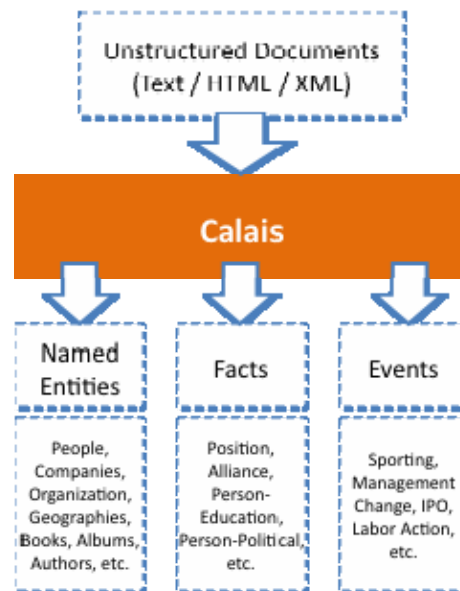 Unstructured Documents
(Text / HTML / XML)
Calais
Named
Entities
Facts
Events
People,
Companies,
Organization,
Geographies,
Books, Albums,
Authors, etc.
Position,
Alliance,
Person-
Education,
Person-Political,
etc.
Sporting,
Management
Change, IPO,
Labor Action,
etc.